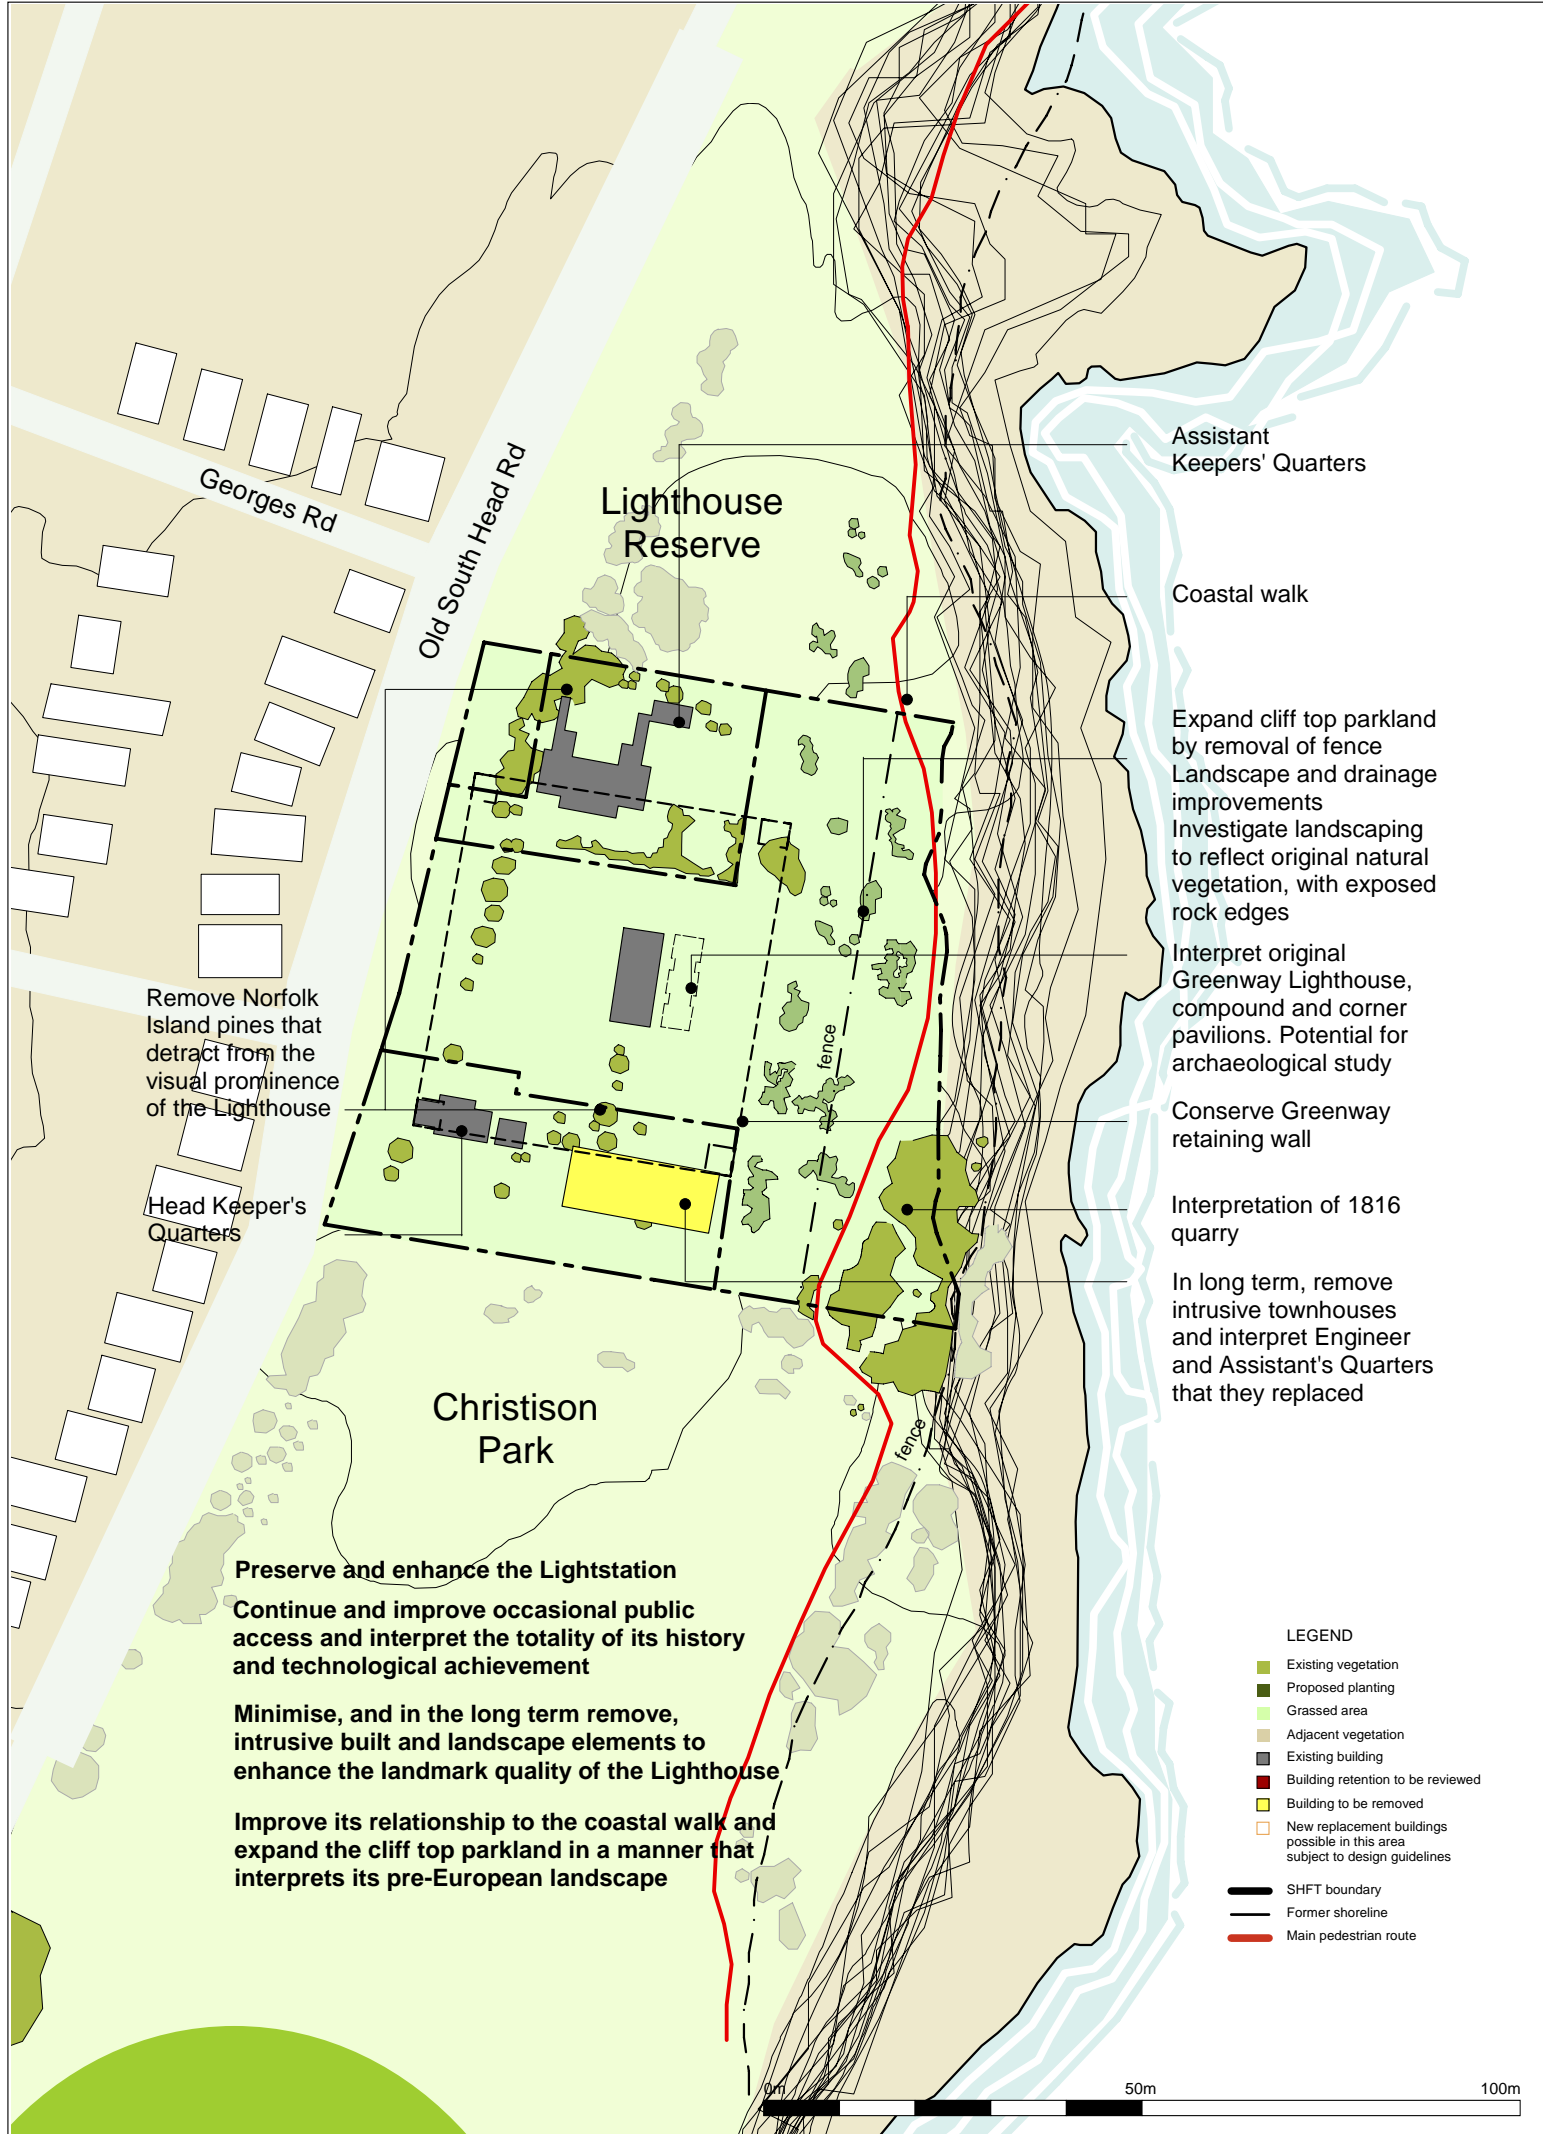 Georges Rd
Old South Head Rd
Lighthouse
Reserve
Assistant
Keepers' Quarters
Coastal walk
Expand cliff top parkland
by removal of fence
Landscape and drainage
improvements
Investigate landscaping
to reflect original natural
vegetation, with exposed
rock edges
Interpret original
Greenway Lighthouse,
compound and corner
pavilions. Potential for
archaeological study
Conserve Greenway
retaining wall
Interpretation of 1816
quarry
In long term, remove
intrusive townhouses
and interpret Engineer
and Assistant's Quarters
that they replaced
Remove Norfolk
Island pines that
detract from the
visual prominence
of the Lighthouse
Head Keeper's
Quarters
fence
fence
Christison
Park
Preserve and enhance the Lightstation
Continue and improve occasional public
access and interpret the totality of its history
and technological achievement
Minimise, and in the long term remove,
intrusive built and landscape elements to
enhance the landmark quality of the Lighthouse
Improve its relationship to the coastal walk and
expand the cliff top parkland in a manner that
interprets its pre-European landscape
LEGEND
Existing vegetation
Proposed planting
Grassed area
Adjacent vegetation
Existing building
Building retention to be reviewed
Building to be removed
New replacement buildings
possible in this area
subject to design guidelines
SHFT boundary
Former shoreline
Main pedestrian route
0m
50m
100m